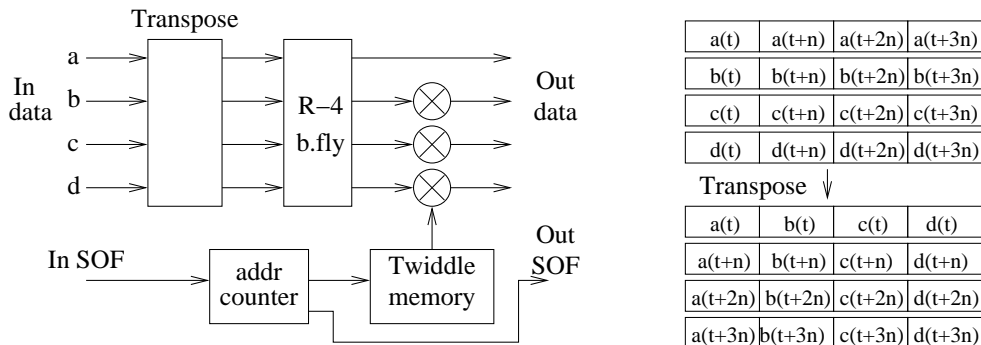 Transpose
a
In
data
b
c
d
R-4
b.fly
Out
data
In SOF
addr
counter
Twiddle
memory
Out
SOF
a(t) a(t+n) a(t+2n) a(t+3n)
b(t) b(t+n) b(t+2n) b(t+3n)
c(t) c(t+n) c(t+2n) c(t+3n)
d(t) d(t+n) d(t+2n) d(t+3n)
Transpose
a(t) b(t) c(t) d(t)
a(t+n) b(t+n) c(t+n) d(t+n)
a(t+2n) b(t+2n) c(t+2n) d(t+2n)
a(t+3n) b(t+3n) c(t+3n) d(t+3n)